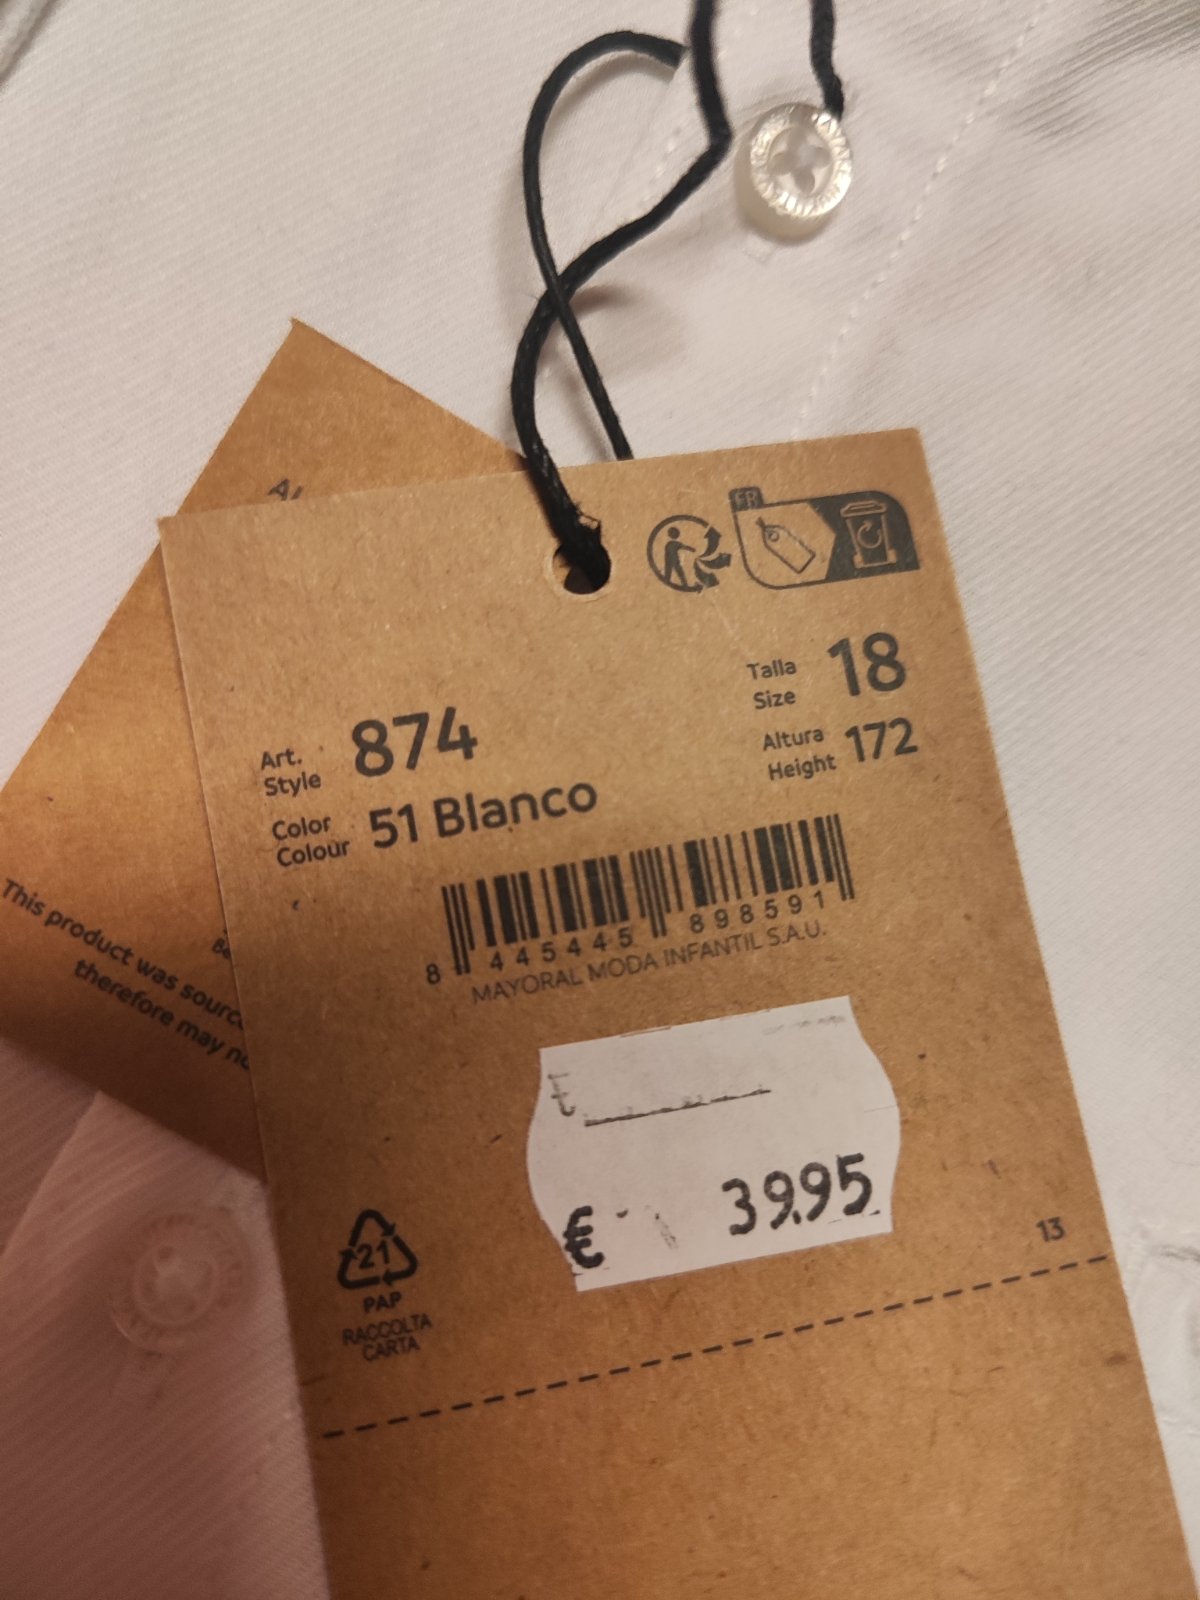 FR
Talla
Size 18
Altura
Height 172
Art.
Style 874
Color
Colour 51 Blanco
8 445445 898591
MAYORAL MODA INFANTIL S.A.U.
€
€ 39.95
13
21
PAP
RACCOLTA
CARTA
This product was
therefore may